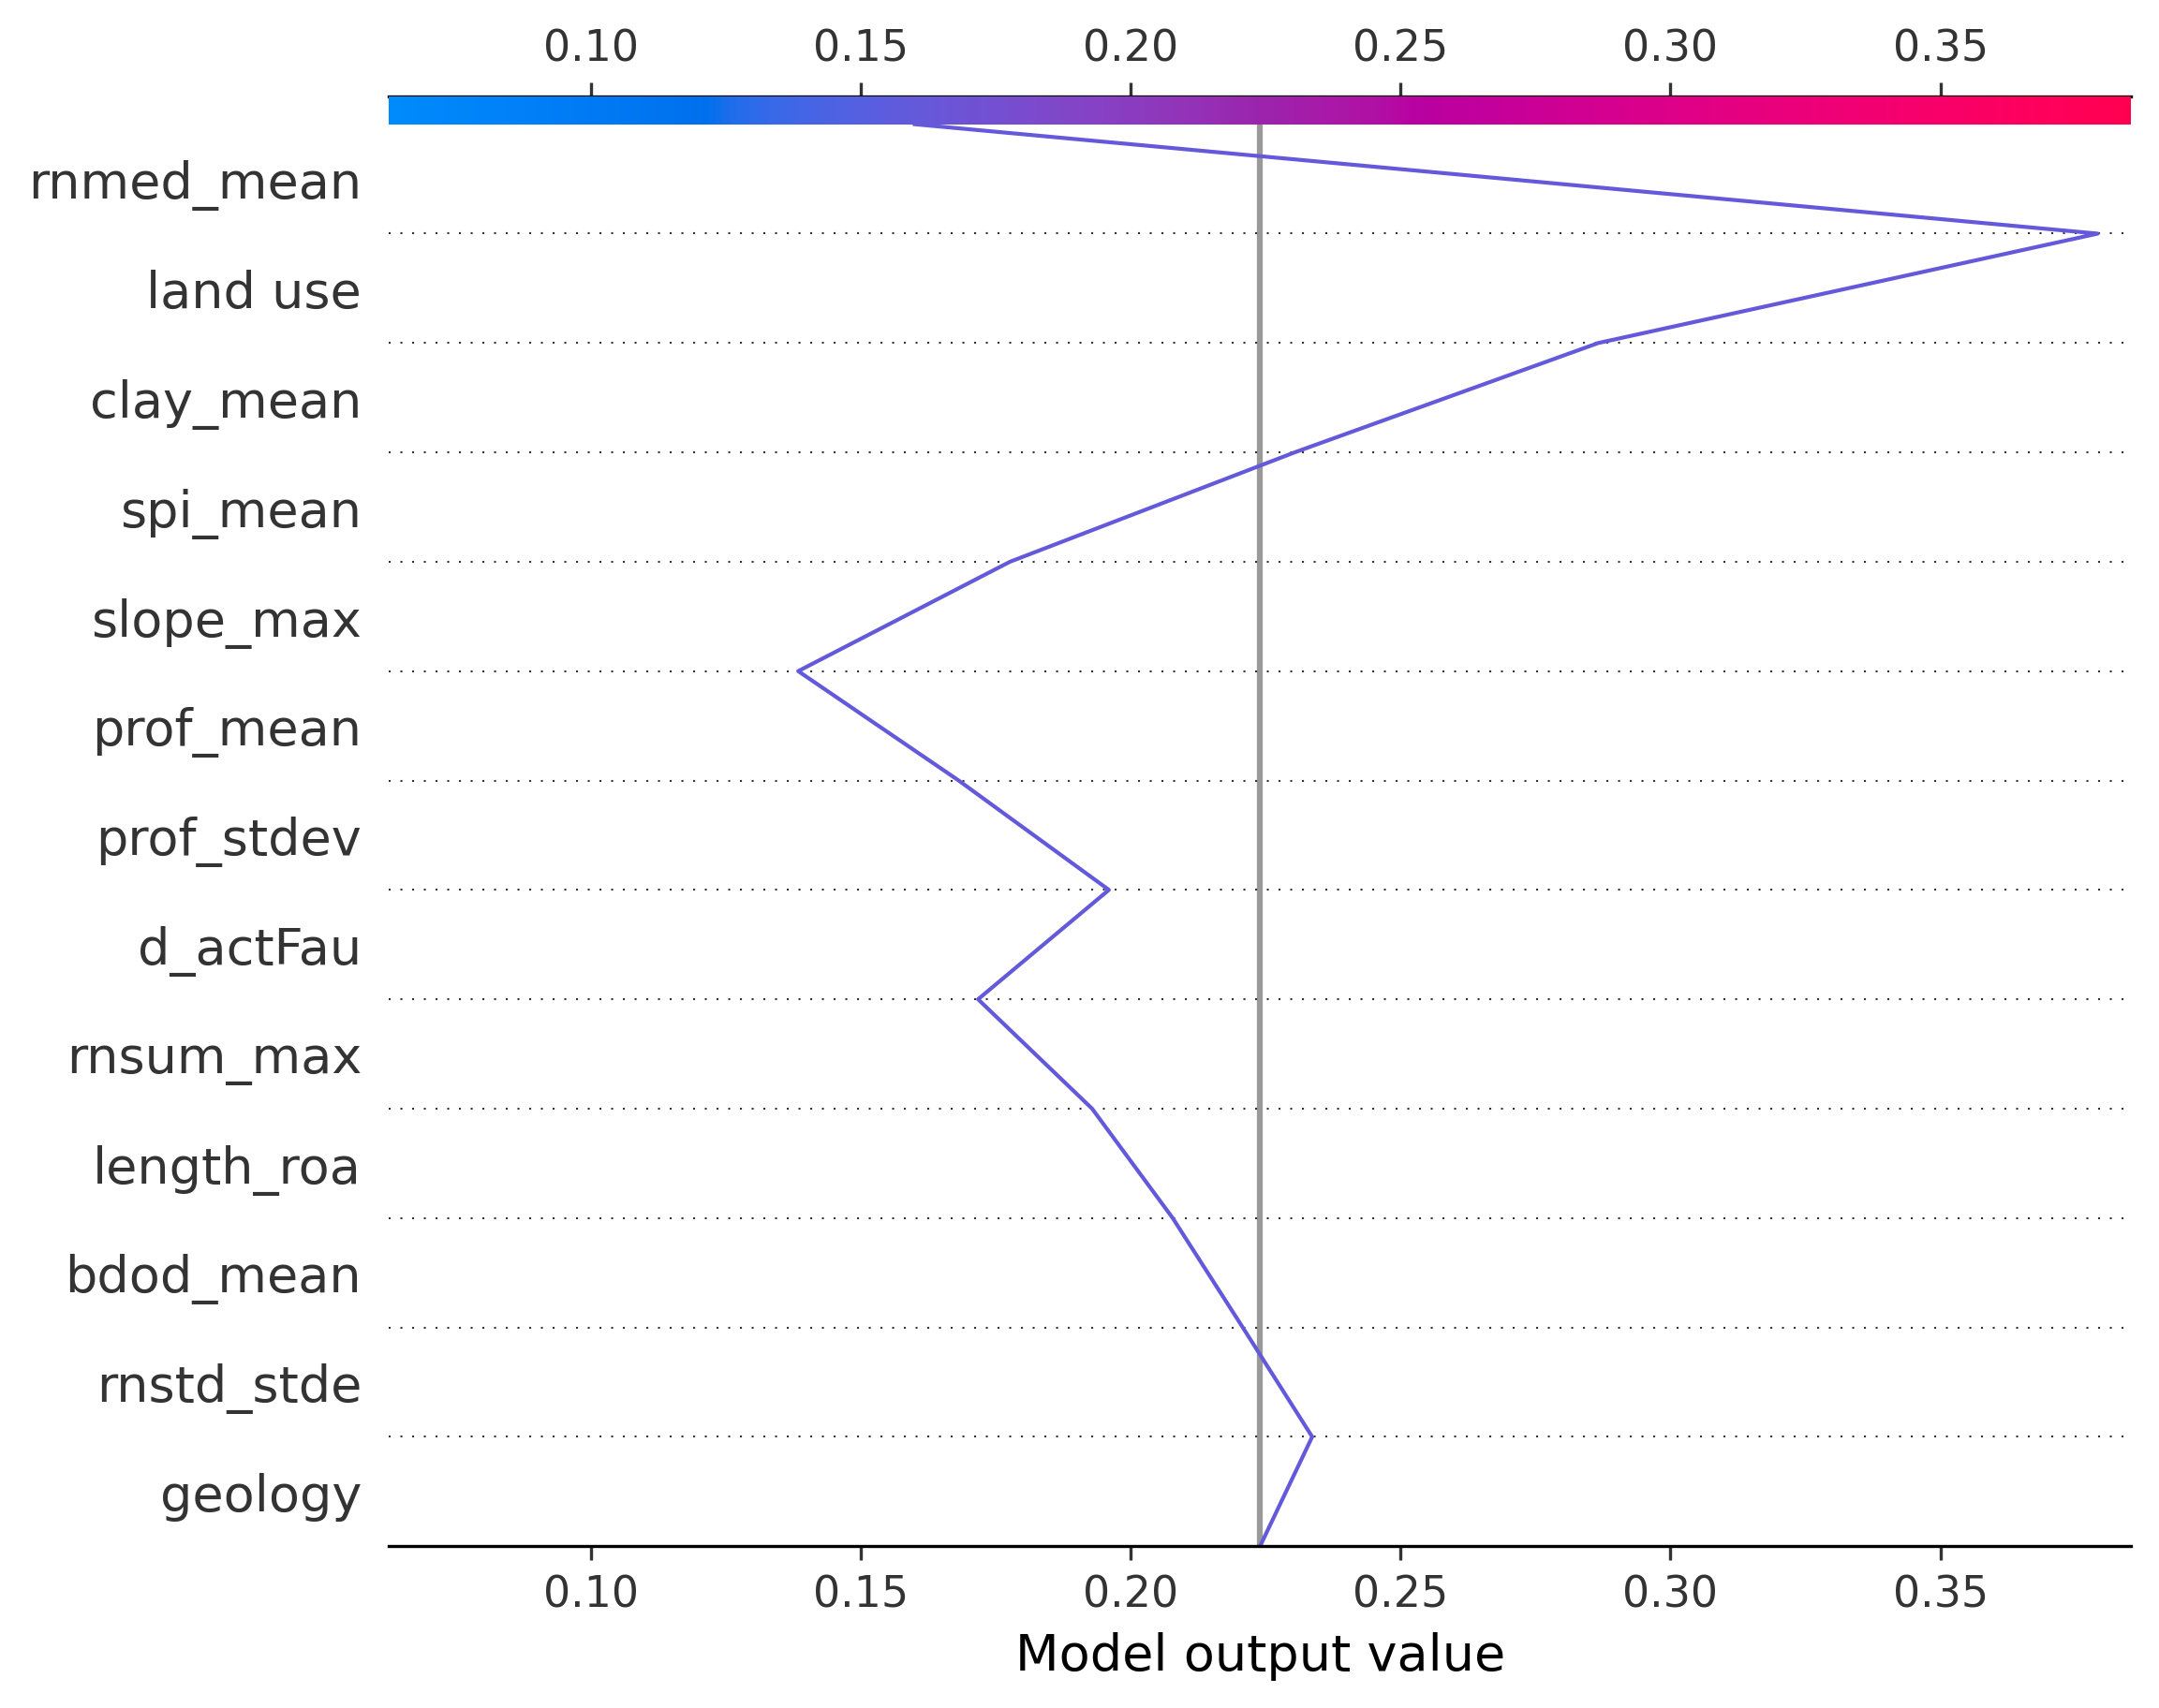 0.10 0.15 0.20 0.25 0.30 0.35
rnmed_mean
land use
clay_mean
spi_mean
slope_max
prof_mean
prof_stdev
d_actFau
rnsum_max
length_roa
bdod_mean
rnstd_stde
geology
0.10 0.15 0.20 0.25 0.30 0.35
Model output value